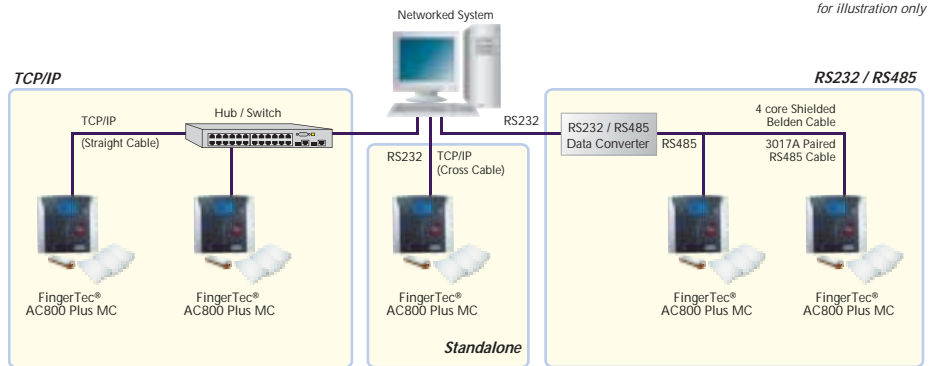 for illustration only
Networked System
TCP/IP
RS232 / RS485
TCP/IP
(Straight Cable)
Hub / Switch
RS232
RS232 / RS485
Data Converter
RS485
4 core Shielded
Belden Cable
3017A Paired
RS485 Cable
RS232
TCP/IP
(Cross Cable)
FingerTec®
AC800 Plus MC
FingerTec®
AC800 Plus MC
FingerTec®
AC800 Plus MC
FingerTec®
AC800 Plus MC
FingerTec®
AC800 Plus MC
Standalone